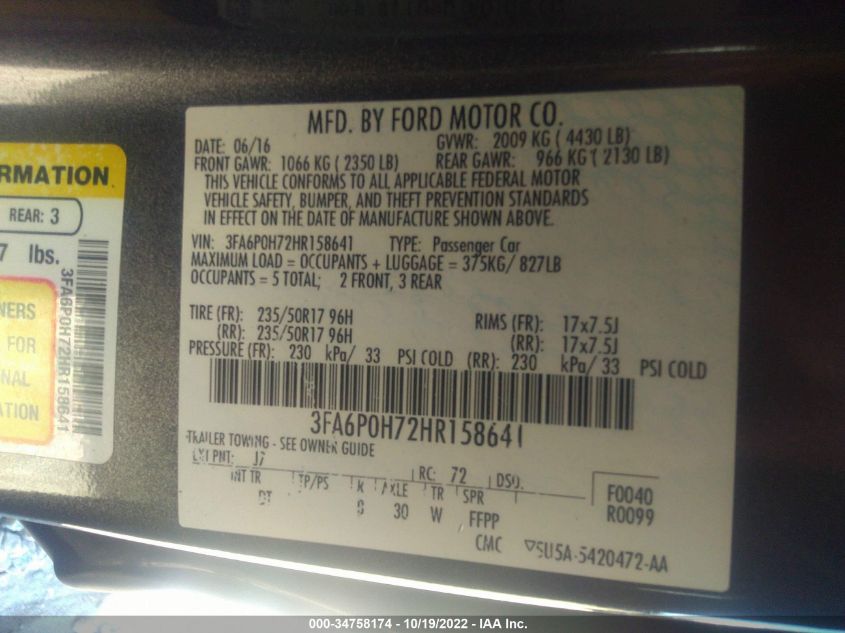 MFD. BY FORD MOTOR CO.
DATE: 06/16
GVWR: 2009 KG ( 4430 LB)
FRONT GAWR: 1066 KG ( 2350 LB)
REAR GAWR: 966 KG ( 2130 LB)
THIS VEHICLE CONFORMS TO ALL APPLICABLE FEDERAL MOTOR
VEHICLE SAFETY, BUMPER, AND THEFT PREVENTION STANDARDS
IN EFFECT ON THE DATE OF MANUFACTURE SHOWN ABOVE.
VIN: 3FA6P0H72HR158641 TYPE: Passenger Car
MAXIMUM LOAD = OCCUPANTS + LUGGAGE = 375KG/ 827LB
OCCUPANTS = 5 TOTAL; 2 FRONT, 3 REAR
TIRE (FR): 235/50R17 96H RIMS (FR): 17x7.5J
(RR): 235/50R17 96H (RR): 17x7.5J
PRESSURE (FR): 230 kPa/ 33 PSI COLD (RR): 230 kPa/ 33 PSI COLD
3FA6P0H72HR158641
TRAILER TOWING - SEE OWNER GUIDE
EXT PNT: J7 RC: 72 DSO:
INT TR TP/PS R AXLE TR SPR
30 W FFPP
F0040
R0099
CMC
5U5A-5420472-AA
RMATION
REAR: 3
7 lbs.
3FA6P0H72HR158641
NERS
FOR
NAL
ATION
000-34758174 - 10/19/2022 - IAA Inc.